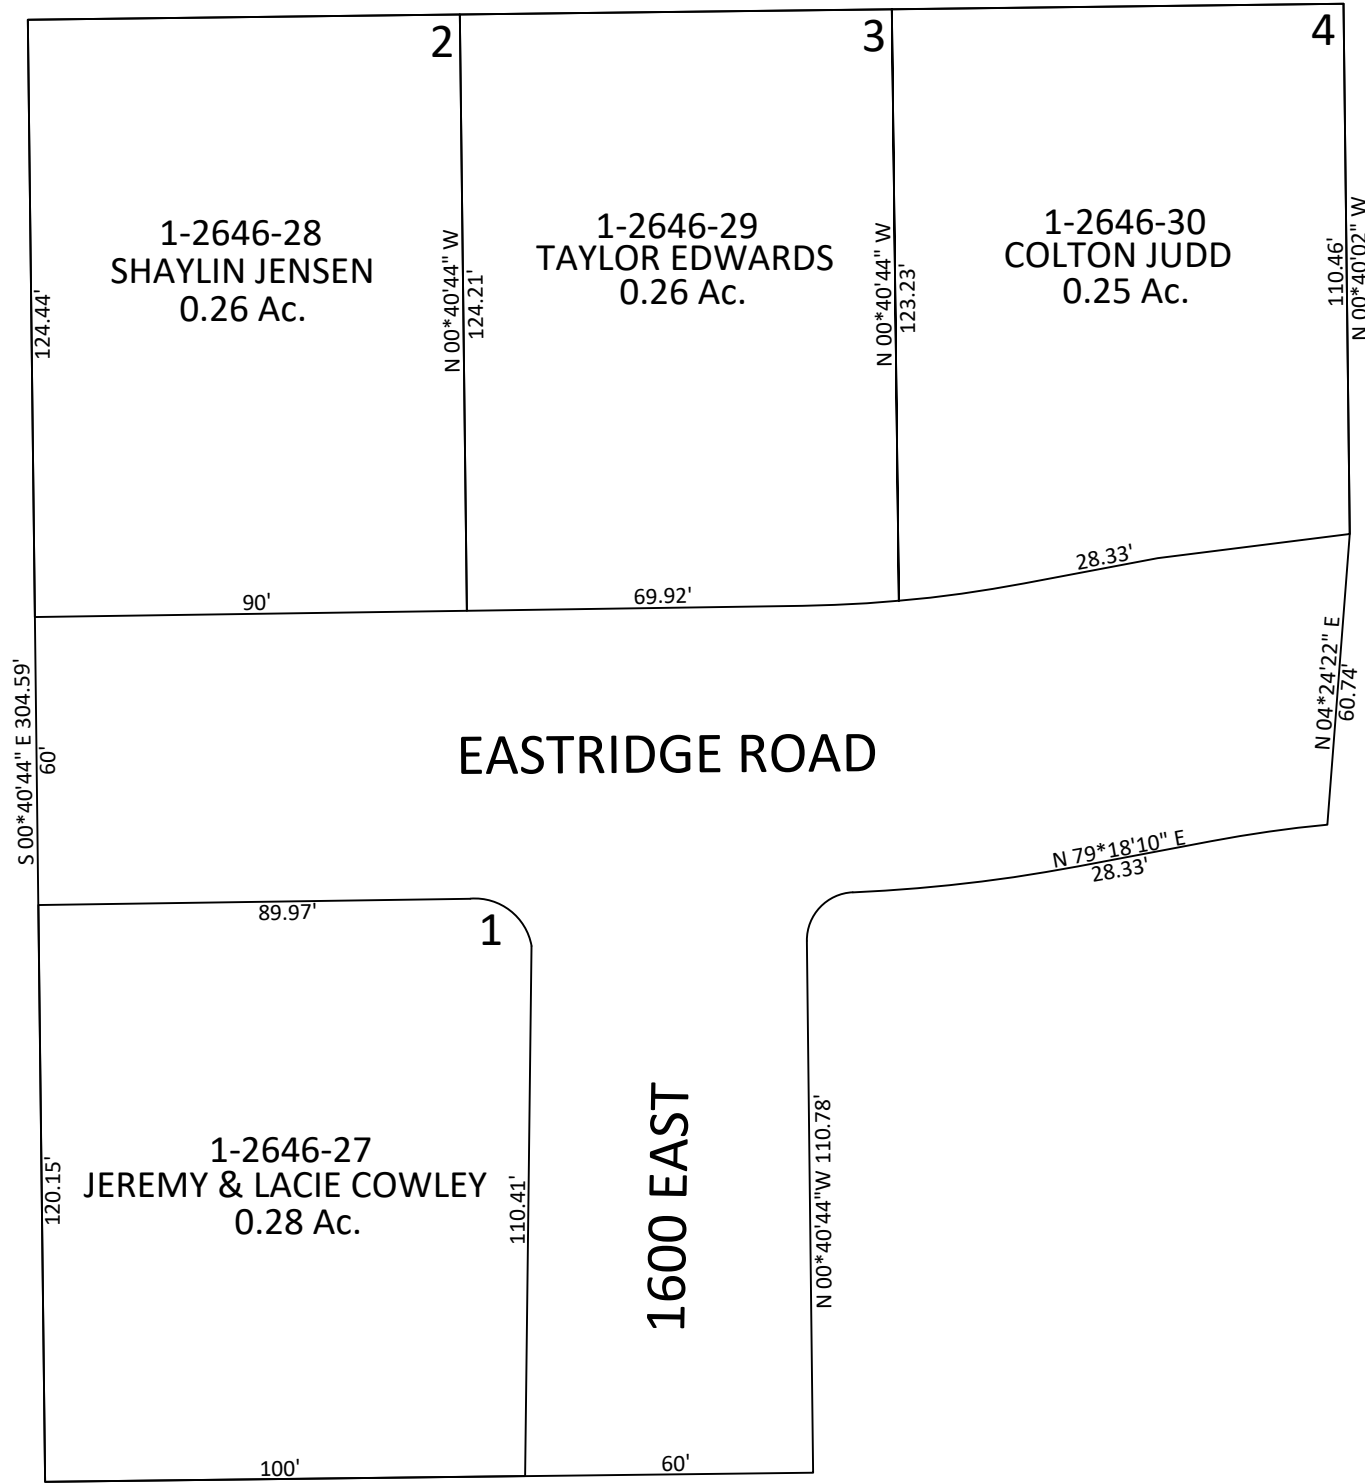 2
3
4
1-2646-28
SHAYLIN JENSEN
0.26 Ac.
1-2646-29
TAYLOR EDWARDS
0.26 Ac.
1-2646-30
COLTON JUDD
0.25 Ac.
124.44'
N 00*40'44" W
124.21'
N 00*40'44" W
123.23'
110.46'
N 00*40'02" W
90'
69.92'
28.33'
S 00*40'44" E 304.59'
60'
EASTRIDGE ROAD
N 04*24'22" E
60.74'
N 79*18'10" E
28.33'
89.97'
1
1-2646-27
JEREMY & LACIE COWLEY
0.28 Ac.
120.15'
110.41'
1600 EAST
N 00*40'44"W 110.78'
100'
60'